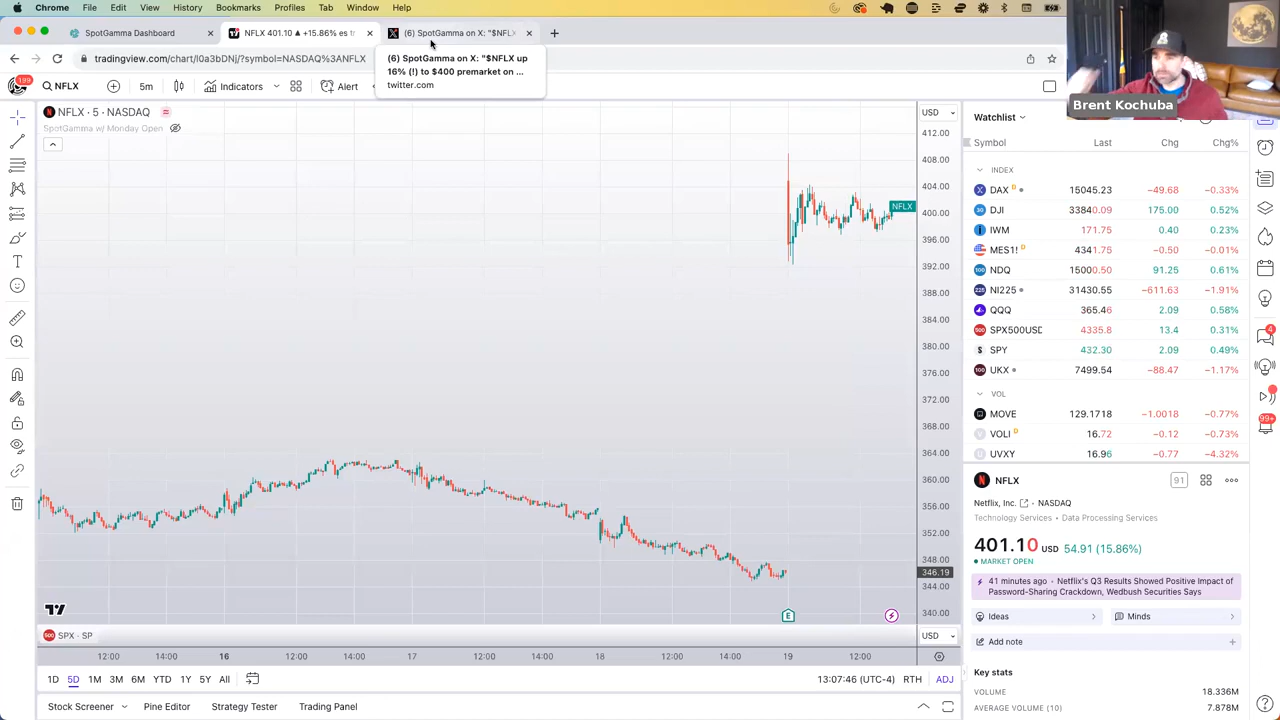 Chrome File Edit View History Bookmarks Profiles Tab Window Help
SpotGamma Dashboard
NFLX 401.10 ▲ +15.86% es tr
(6) SpotGamma on X: "$NFLX
tradingview.com/chart/l0a3bDNj/?symbol=NASDAQ%3ANFLX
(6) SpotGamma on X: "$NFLX up
16% (!) to $400 premarket on ...
twitter.com
199
NFLX
5m
Indicators
Alert
Brent Kochuba
NFLX · 5 · NASDAQ
SpotGamma w/ Monday Open
USD
412.00
408.00
404.00
400.00
396.00
392.00
388.00
384.00
380.00
376.00
372.00
368.00
364.00
360.00
356.00
352.00
348.00
346.19
344.00
340.00
NFLX
E
SPX · SP
USD
12:00 14:00 16 12:00 14:00 17 12:00 14:00 18 12:00 14:00 19 12:00
1D 5D 1M 3M 6M YTD 1Y 5Y All
13:07:46 (UTC-4) RTH ADJ
Stock Screener Pine Editor Strategy Tester Trading Panel
Watchlist
Symbol Last Chg Chg%
INDEX
DAX D 15045.23 −49.68 −0.33%
DJI 33840.09 175.00 0.52%
IWM 171.75 0.40 0.23%
MES1! D 4341.75 −0.50 −0.01%
NDQ 15000.50 91.25 0.61%
NI225 31430.55 −611.63 −1.91%
QQQ 365.46 2.09 0.58%
SPX500USD 4335.8 13.4 0.31%
SPY 432.30 2.09 0.49%
UKX 7499.54 −88.47 −1.17%
VOL
MOVE 129.1718 −1.0018 −0.77%
VOLI D 16.72 −0.12 −0.73%
UVXY 16.96 −0.77 −4.32%
NFLX
91
Netflix, Inc. · NASDAQ
Technology Services · Data Processing Services
401.10 USD 54.91 (15.86%)
MARKET OPEN
41 minutes ago · Netflix's Q3 Results Showed Positive Impact of
Password-Sharing Crackdown, Wedbush Securities Says
Ideas
Minds
Add note
Key stats
VOLUME 18.336M
AVERAGE VOLUME (10) 7.878M
4
99+